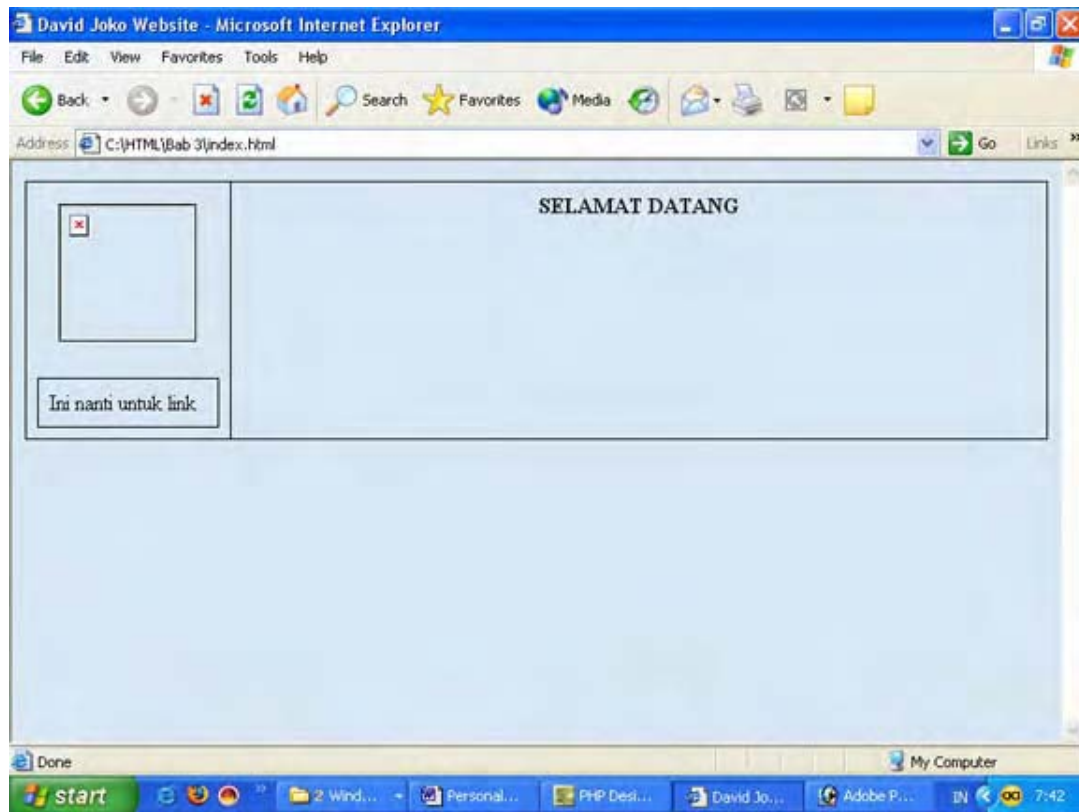 David Joko Website - Microsoft Internet Explorer
File Edit View Favorites Tools Help
Back Search Favorites Media
Address C:\HTML\Bab 3\index.html Go Links »
SELAMAT DATANG
Ini nanti untuk link
Done My Computer
start » 2 Wind... Personal... PHP Desi... David Jo... Adobe P... IN 7:42